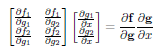 [∂f₁/∂g₁ ∂f₁/∂g₂
∂f₂/∂g₁ ∂f₂/∂g₂] [∂g₁/∂x
∂g₂/∂x] = ∂f/∂g ∂g/∂x